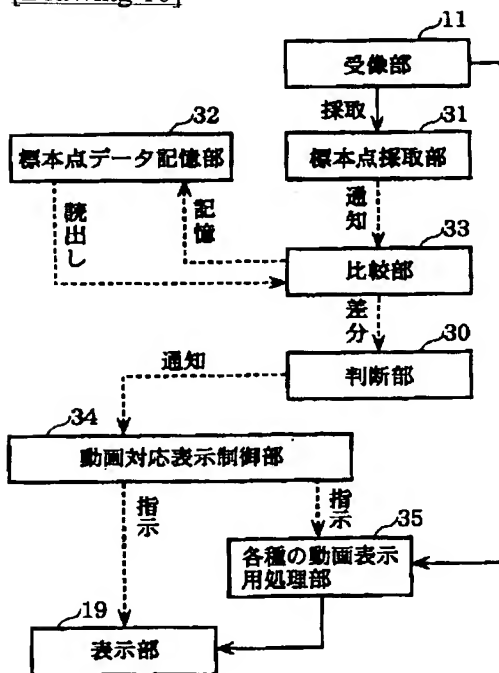 11
受像部
採取
32
31
標本点データ記憶部
標本点採取部
読出し
記憶
通知
33
比較部
差分
30
通知
判断部
34
動画対応表示制御部
指示
指示
35
各種の動画表示
用処理部
19
表示部